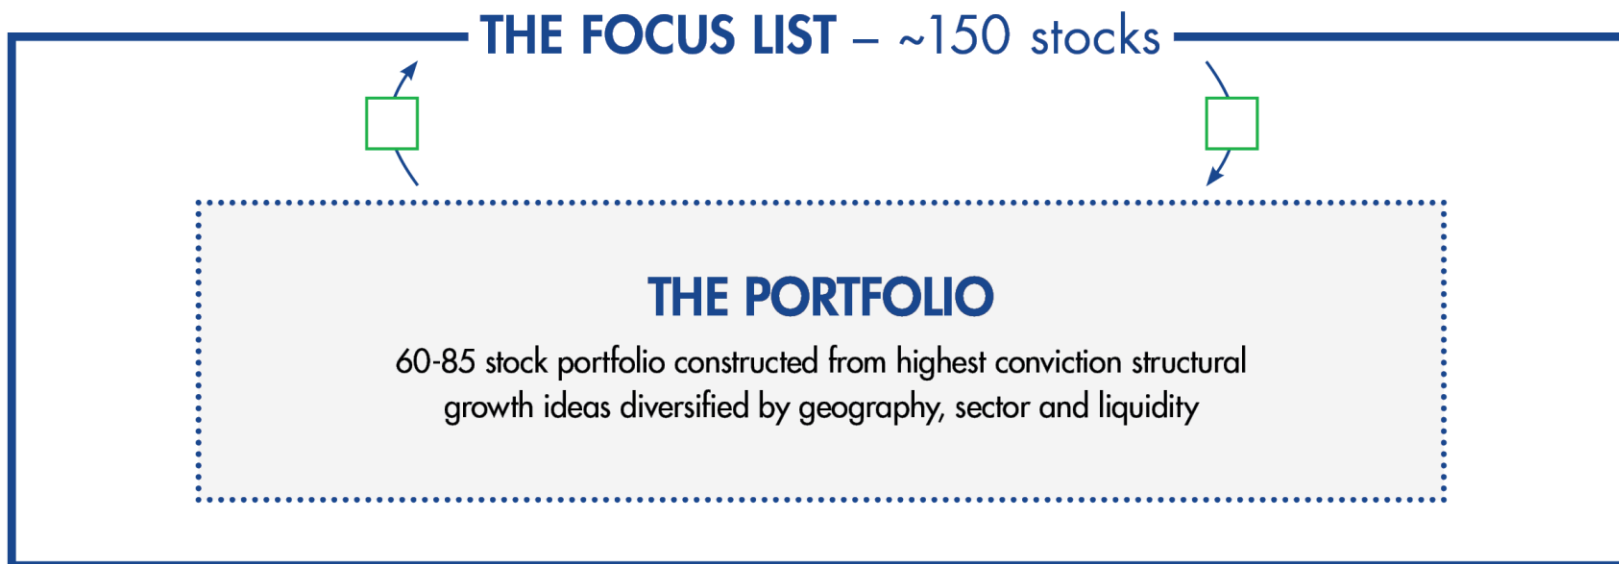 THE FOCUS LIST – ~150 stocks
THE PORTFOLIO
60-85 stock portfolio constructed from highest conviction structural
growth ideas diversified by geography, sector and liquidity